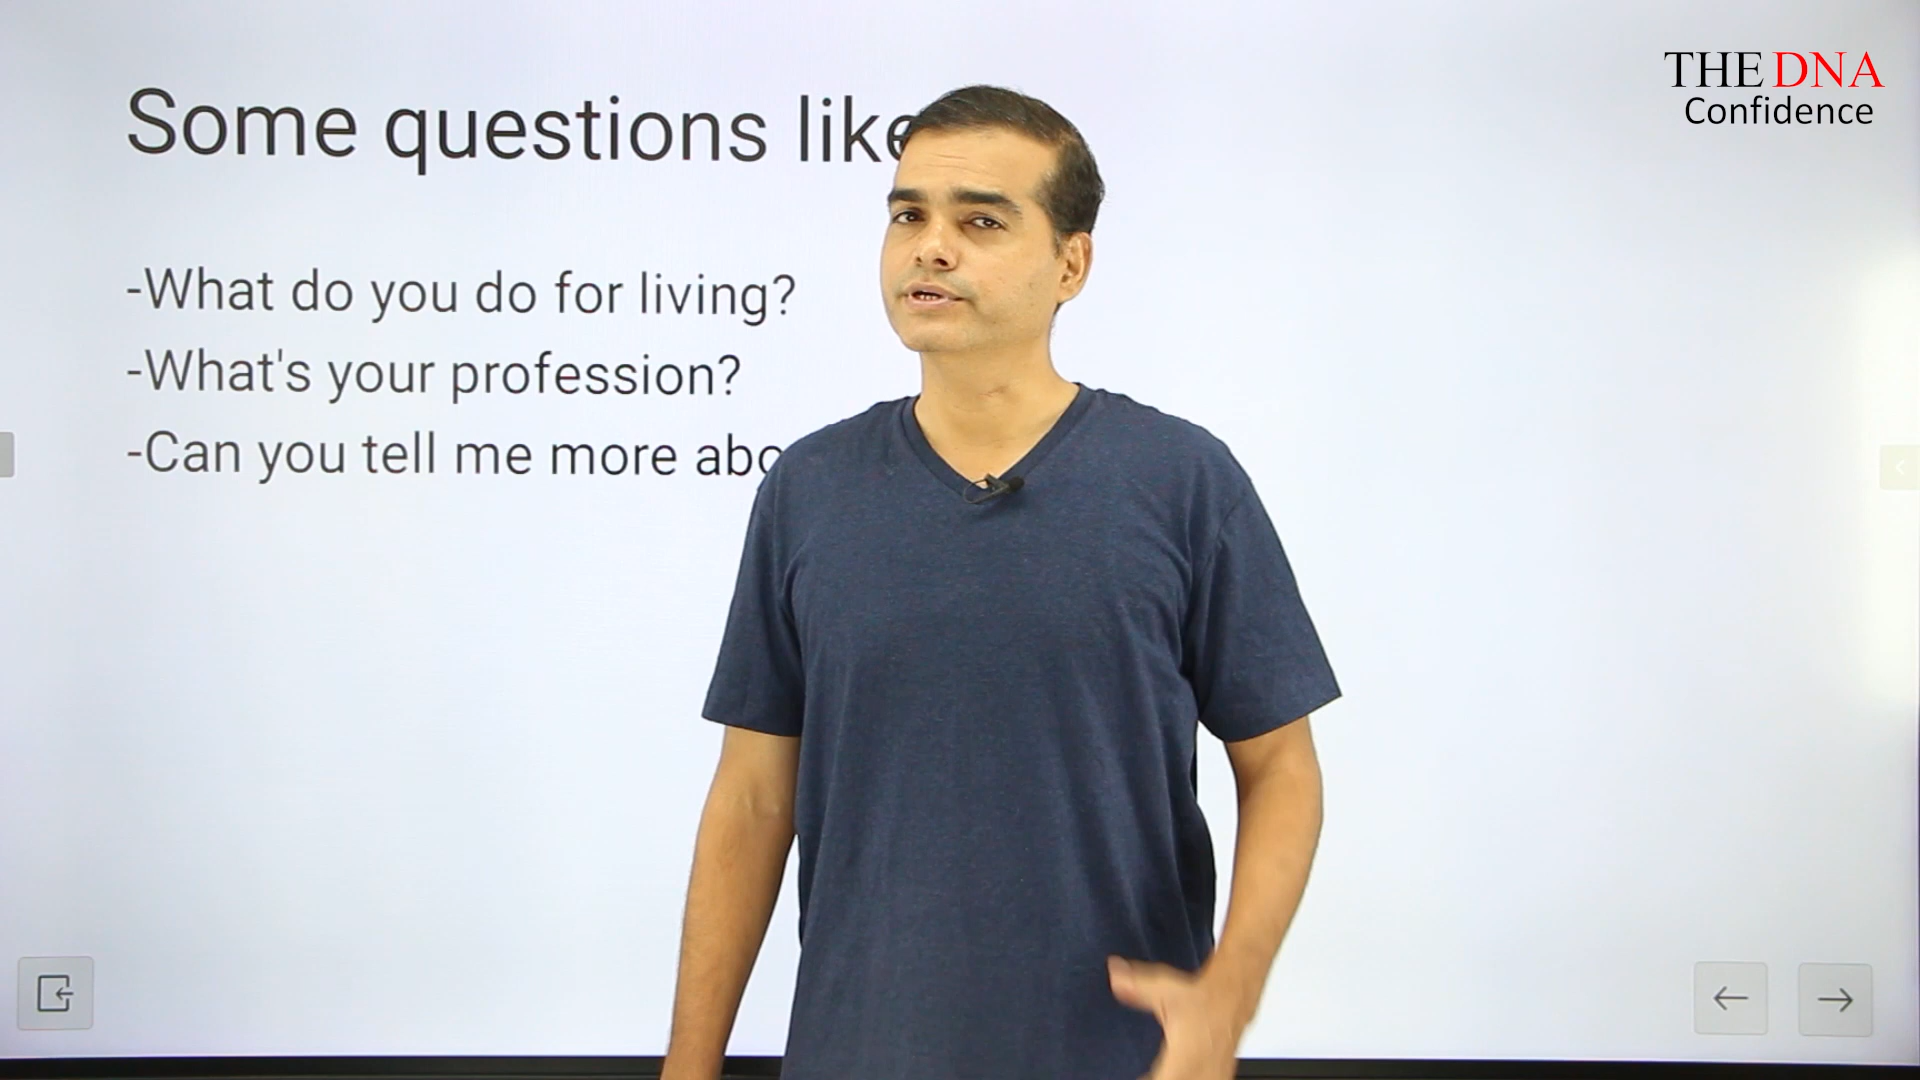 Some questions like
-What do you do for living?
-What's your profession?
-Can you tell me more
THE DNA
Confidence